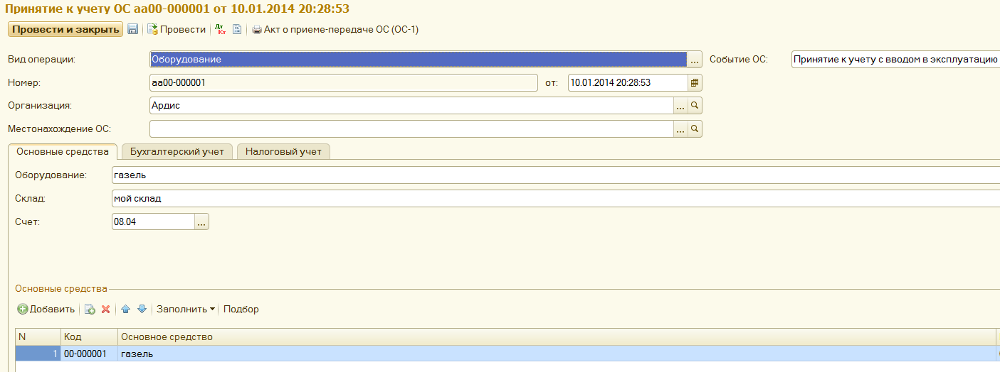 Принятие к учету ОС аа00-000001 от 10.01.2014 20:28:53
Провести и закрыть Провести Дт Кт Акт о приеме-передаче ОС (ОС-1)
Вид операции: Оборудование ... Событие ОС: Принятие к учету с вводом в эксплуатацию
Номер: аа00-000001 от: 10.01.2014 20:28:53
Организация: Ардис ...
Местонахождение ОС: ...
Основные средства Бухгалтерский учет Налоговый учет
Оборудование: газель
Склад: мой склад
Счет: 08.04 ...
Основные средства
Добавить Заполнить Подбор
N Код Основное средство
1 00-000001 газель